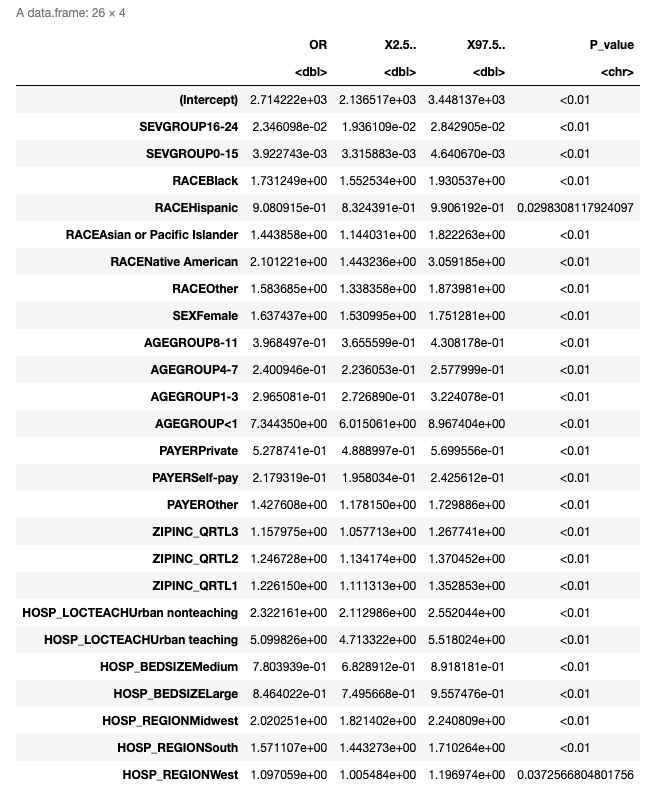 A data.frame: 26 × 4
OR X2.5.. X97.5.. P_value
<dbl> <dbl> <dbl> <chr>
(Intercept) 2.714222e+03 2.136517e+03 3.448137e+03 <0.01
SEVGROUP16-24 2.346098e-02 1.936109e-02 2.842905e-02 <0.01
SEVGROUP0-15 3.922743e-03 3.315883e-03 4.640670e-03 <0.01
RACEBlack 1.731249e+00 1.552534e+00 1.930537e+00 <0.01
RACEHispanic 9.080915e-01 8.324391e-01 9.906192e-01 0.0298308117924097
RACEAsian or Pacific Islander 1.443858e+00 1.144031e+00 1.822263e+00 <0.01
RACENative American 2.101221e+00 1.443236e+00 3.059185e+00 <0.01
RACEOther 1.583685e+00 1.338358e+00 1.873981e+00 <0.01
SEXFemale 1.637437e+00 1.530995e+00 1.751281e+00 <0.01
AGEGROUP8-11 3.968497e-01 3.655599e-01 4.308178e-01 <0.01
AGEGROUP4-7 2.400946e-01 2.236053e-01 2.577999e-01 <0.01
AGEGROUP1-3 2.965081e-01 2.726890e-01 3.224078e-01 <0.01
AGEGROUP<1 7.344350e+00 6.015061e+00 8.967404e+00 <0.01
PAYERPrivate 5.278741e-01 4.888997e-01 5.699556e-01 <0.01
PAYERSelf-pay 2.179319e-01 1.958034e-01 2.425612e-01 <0.01
PAYEROther 1.427608e+00 1.178150e+00 1.729886e+00 <0.01
ZIPINC_QRTL3 1.157975e+00 1.057713e+00 1.267741e+00 <0.01
ZIPINC_QRTL2 1.246728e+00 1.134174e+00 1.370452e+00 <0.01
ZIPINC_QRTL1 1.226150e+00 1.111313e+00 1.352853e+00 <0.01
HOSP_LOCTEACHUrban nonteaching 2.322161e+00 2.112986e+00 2.552044e+00 <0.01
HOSP_LOCTEACHUrban teaching 5.099826e+00 4.713322e+00 5.518024e+00 <0.01
HOSP_BEDSIZEMedium 7.803939e-01 6.828912e-01 8.918181e-01 <0.01
HOSP_BEDSIZELarge 8.464022e-01 7.495668e-01 9.557476e-01 <0.01
HOSP_REGIONMidwest 2.020251e+00 1.821402e+00 2.240809e+00 <0.01
HOSP_REGIONSouth 1.571107e+00 1.443273e+00 1.710264e+00 <0.01
HOSP_REGIONWest 1.097059e+00 1.005484e+00 1.196974e+00 0.0372566804801756